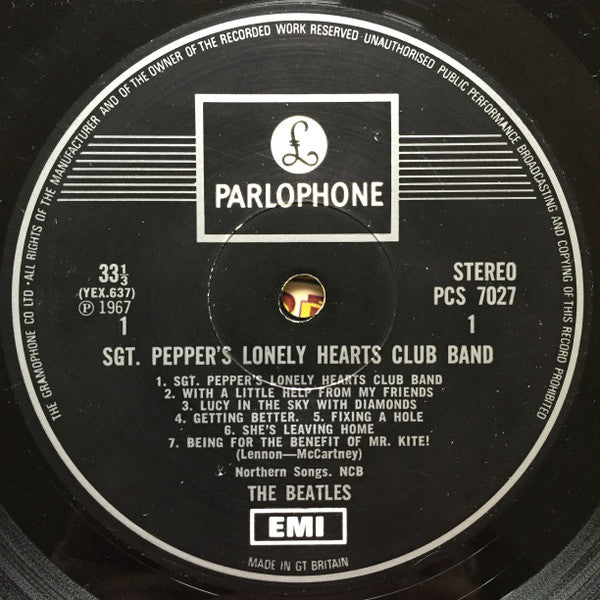 THE GRAMOPHONE CO LTD · ALL RIGHTS OF THE MANUFACTURER AND OF THE OWNER OF THE RECORDED WORK RESERVED · UNAUTHORISED PUBLIC PERFORMANCE BROADCASTING AND COPYING OF THIS RECORD PROHIBITED
£
PARLOPHONE
33⅓
(YEX.637)
Ⓟ 1967
1
STEREO
PCS 7027
1
SGT. PEPPER'S LONELY HEARTS CLUB BAND
1. SGT. PEPPER'S LONELY HEARTS CLUB BAND
2. WITH A LITTLE HELP FROM MY FRIENDS
3. LUCY IN THE SKY WITH DIAMONDS
4. GETTING BETTER. 5. FIXING A HOLE
6. SHE'S LEAVING HOME
7. BEING FOR THE BENEFIT OF MR. KITE!
(Lennon—McCartney)
Northern Songs. NCB
THE BEATLES
EMI
MADE IN GT BRITAIN